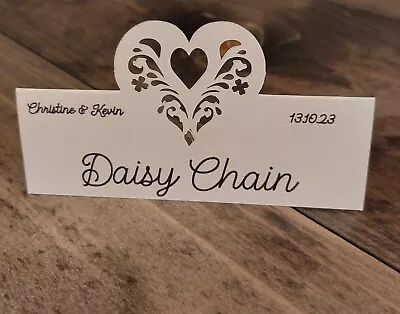 Christine & Kevin
13.10.23
Daisy Chain